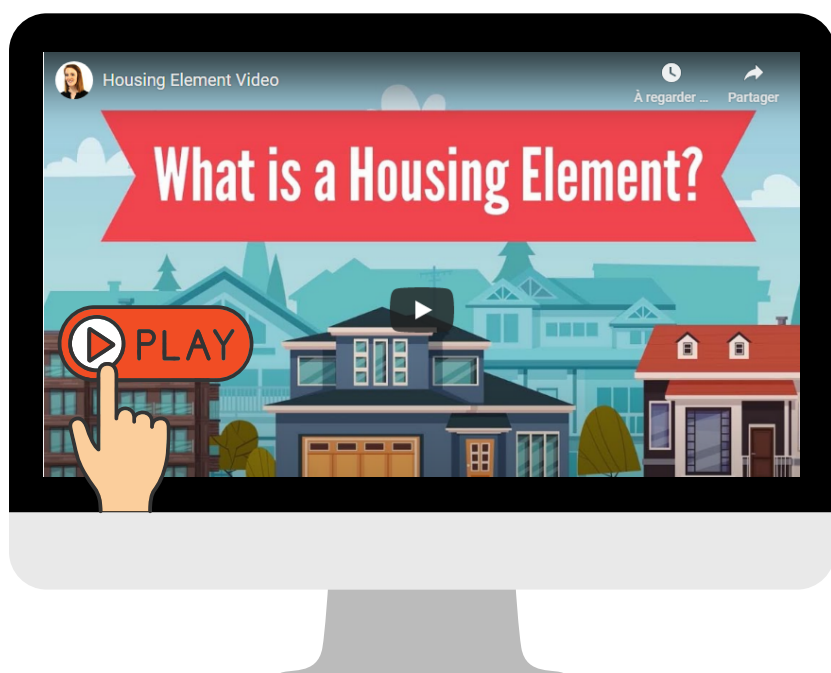 Housing Element Video
À regarder ...
Partager
What is a Housing Element?
PLAY